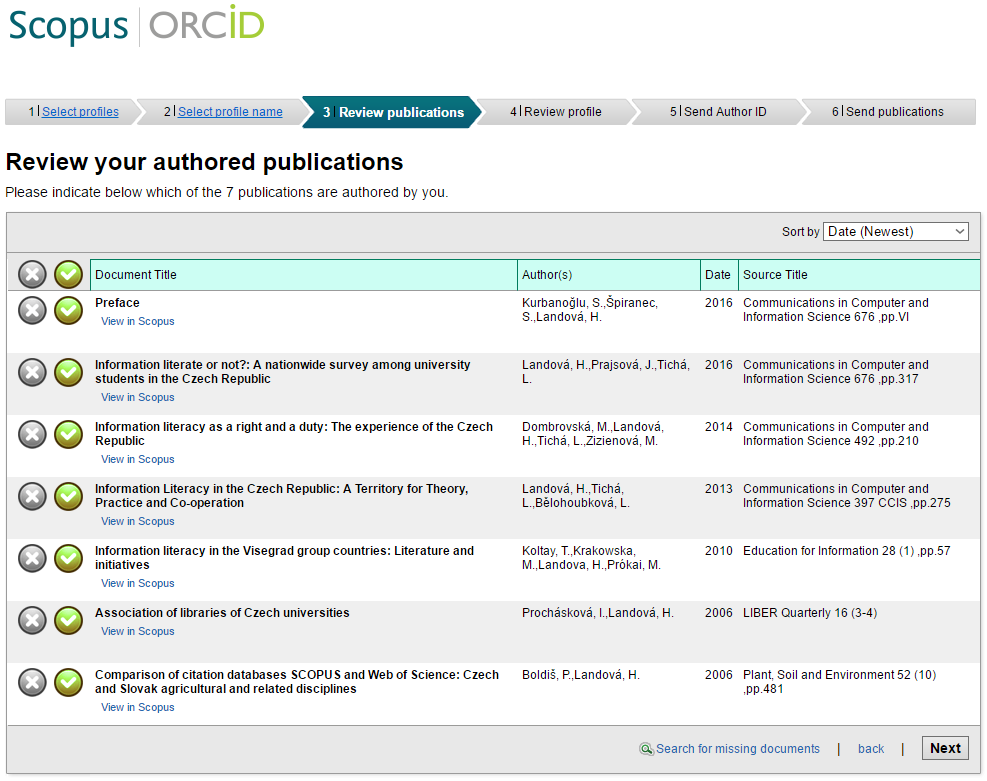 Scopus | ORCiD
1 | Select profiles 2 | Select profile name 3 | Review publications 4 | Review profile 5 | Send Author ID 6 | Send publications
Review your authored publications
Please indicate below which of the 7 publications are authored by you.
Sort by Date (Newest)
Document Title Author(s) Date Source Title
Preface Kurbanoğlu, S.,Špiranec, 2016 Communications in Computer and
S.,Landová, H. Information Science 676 ,pp.VI
View in Scopus
Information literate or not?: A nationwide survey among university Landová, H.,Prajsová, J.,Tichá, 2016 Communications in Computer and
students in the Czech Republic L. Information Science 676 ,pp.317
View in Scopus
Information literacy as a right and a duty: The experience of the Czech Dombrovská, M.,Landová, 2014 Communications in Computer and
Republic H.,Tichá, L.,Zizienová, M. Information Science 492 ,pp.210
View in Scopus
Information Literacy in the Czech Republic: A Territory for Theory, Landová, H.,Tichá, 2013 Communications in Computer and
Practice and Co-operation L.,Bělohoubková, L. Information Science 397 CCIS ,pp.275
View in Scopus
Information literacy in the Visegrad group countries: Literature and Koltay, T.,Krakowska, 2010 Education for Information 28 (1) ,pp.57
initiatives M.,Landova, H.,Prókai, M.
View in Scopus
Association of libraries of Czech universities Prochásková, I.,Landová, H. 2006 LIBER Quarterly 16 (3-4)
View in Scopus
Comparison of citation databases SCOPUS and Web of Science: Czech Boldiš, P.,Landová, H. 2006 Plant, Soil and Environment 52 (10)
and Slovak agricultural and related disciplines ,pp.481
View in Scopus
Search for missing documents | back | Next